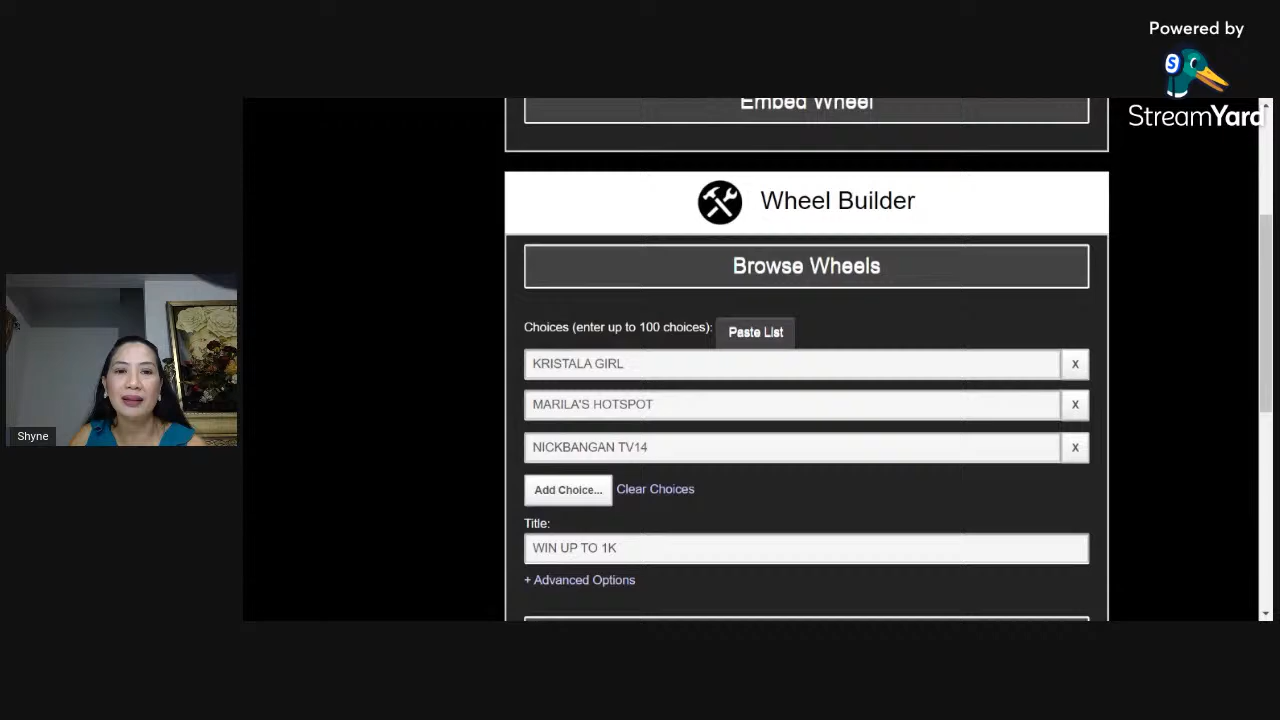 Powered by
StreamYard
Embed Wheel
Wheel Builder
Browse Wheels
Choices (enter up to 100 choices): Paste List
KRISTALA GIRL X
MARILA'S HOTSPOT X
NICKBANGAN TV14 X
Add Choice... Clear Choices
Title:
WIN UP TO 1K
+ Advanced Options
Shyne